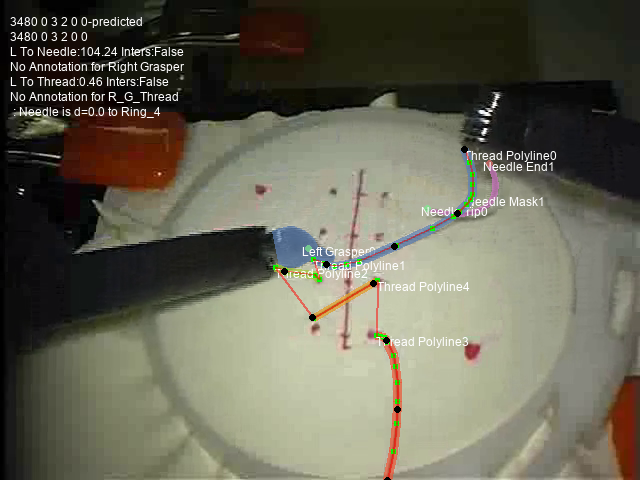 3480 0 3 2 0 0-predicted
3480 0 3 2 0 0
L To Needle:104.24 Inters:False
No Annotation for Right Grasper
L To Thread:0.46 Inters:False
No Annotation for R_G_Thread
: Needle is d=0.0 to Ring_4
Thread Polyline0
Needle End1
Needle Mask1
Left Grasper0
Thread Polyline1
Thread Polyline2
Thread Polyline4
Thread Polyline3